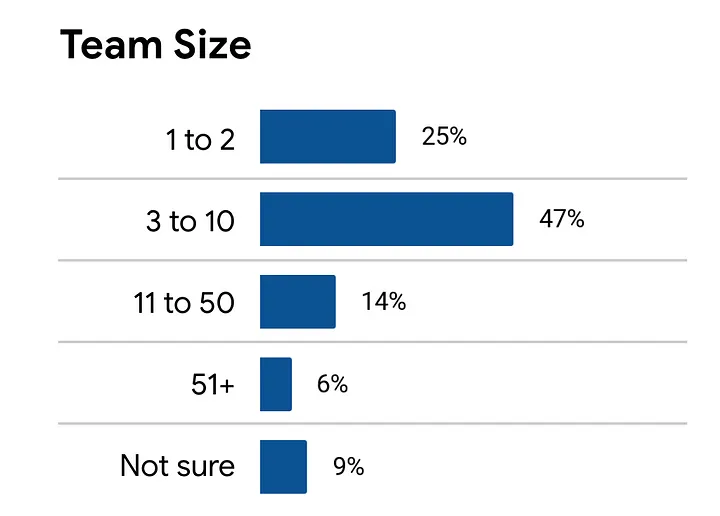 Team Size
1 to 2 25%
3 to 10 47%
11 to 50 14%
51+ 6%
Not sure 9%